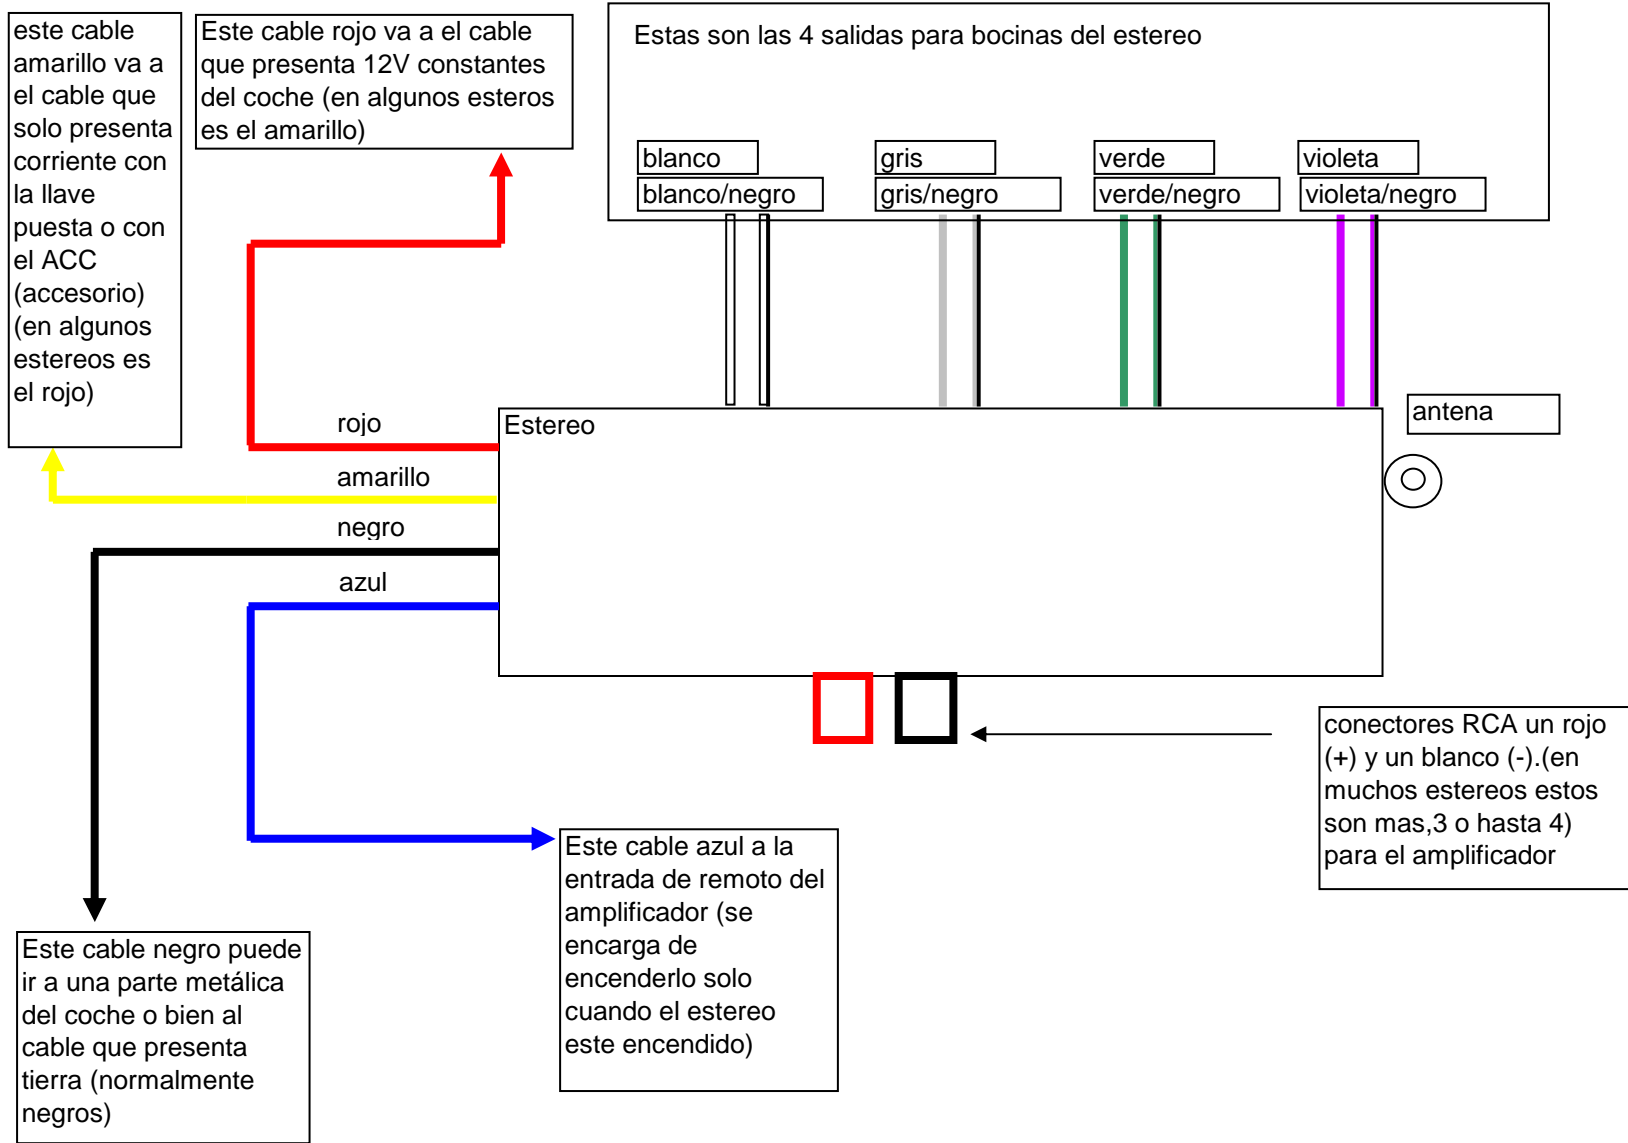 este cable
amarillo va a
el cable que
solo presenta
corriente con
la llave
puesta o con
el ACC
(accesorio)
(en algunos
estereos es
el rojo)
Este cable rojo va a el cable
que presenta 12V constantes
del coche (en algunos esteros
es el amarillo)
Estas son las 4 salidas para bocinas del estereo
blanco
blanco/negro
gris
gris/negro
verde
verde/negro
violeta
violeta/negro
rojo
amarillo
negro
azul
Estereo
antena
conectores RCA un rojo
(+) y un blanco (-).(en
muchos estereos estos
son mas,3 o hasta 4)
para el amplificador
Este cable azul a la
entrada de remoto del
amplificador (se
encarga de
encenderlo solo
cuando el estereo
este encendido)
Este cable negro puede
ir a una parte metálica
del coche o bien al
cable que presenta
tierra (normalmente
negros)